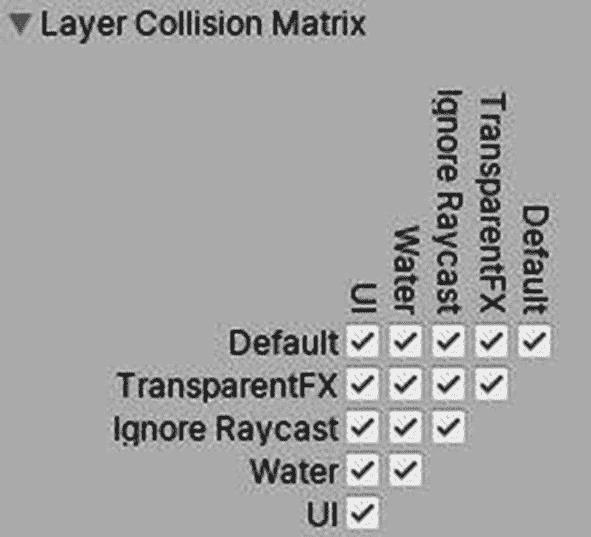 Layer Collision Matrix
UI
Water
Ignore Raycast
TransparentFX
Default
Default
TransparentFX
Ignore Raycast
Water
UI